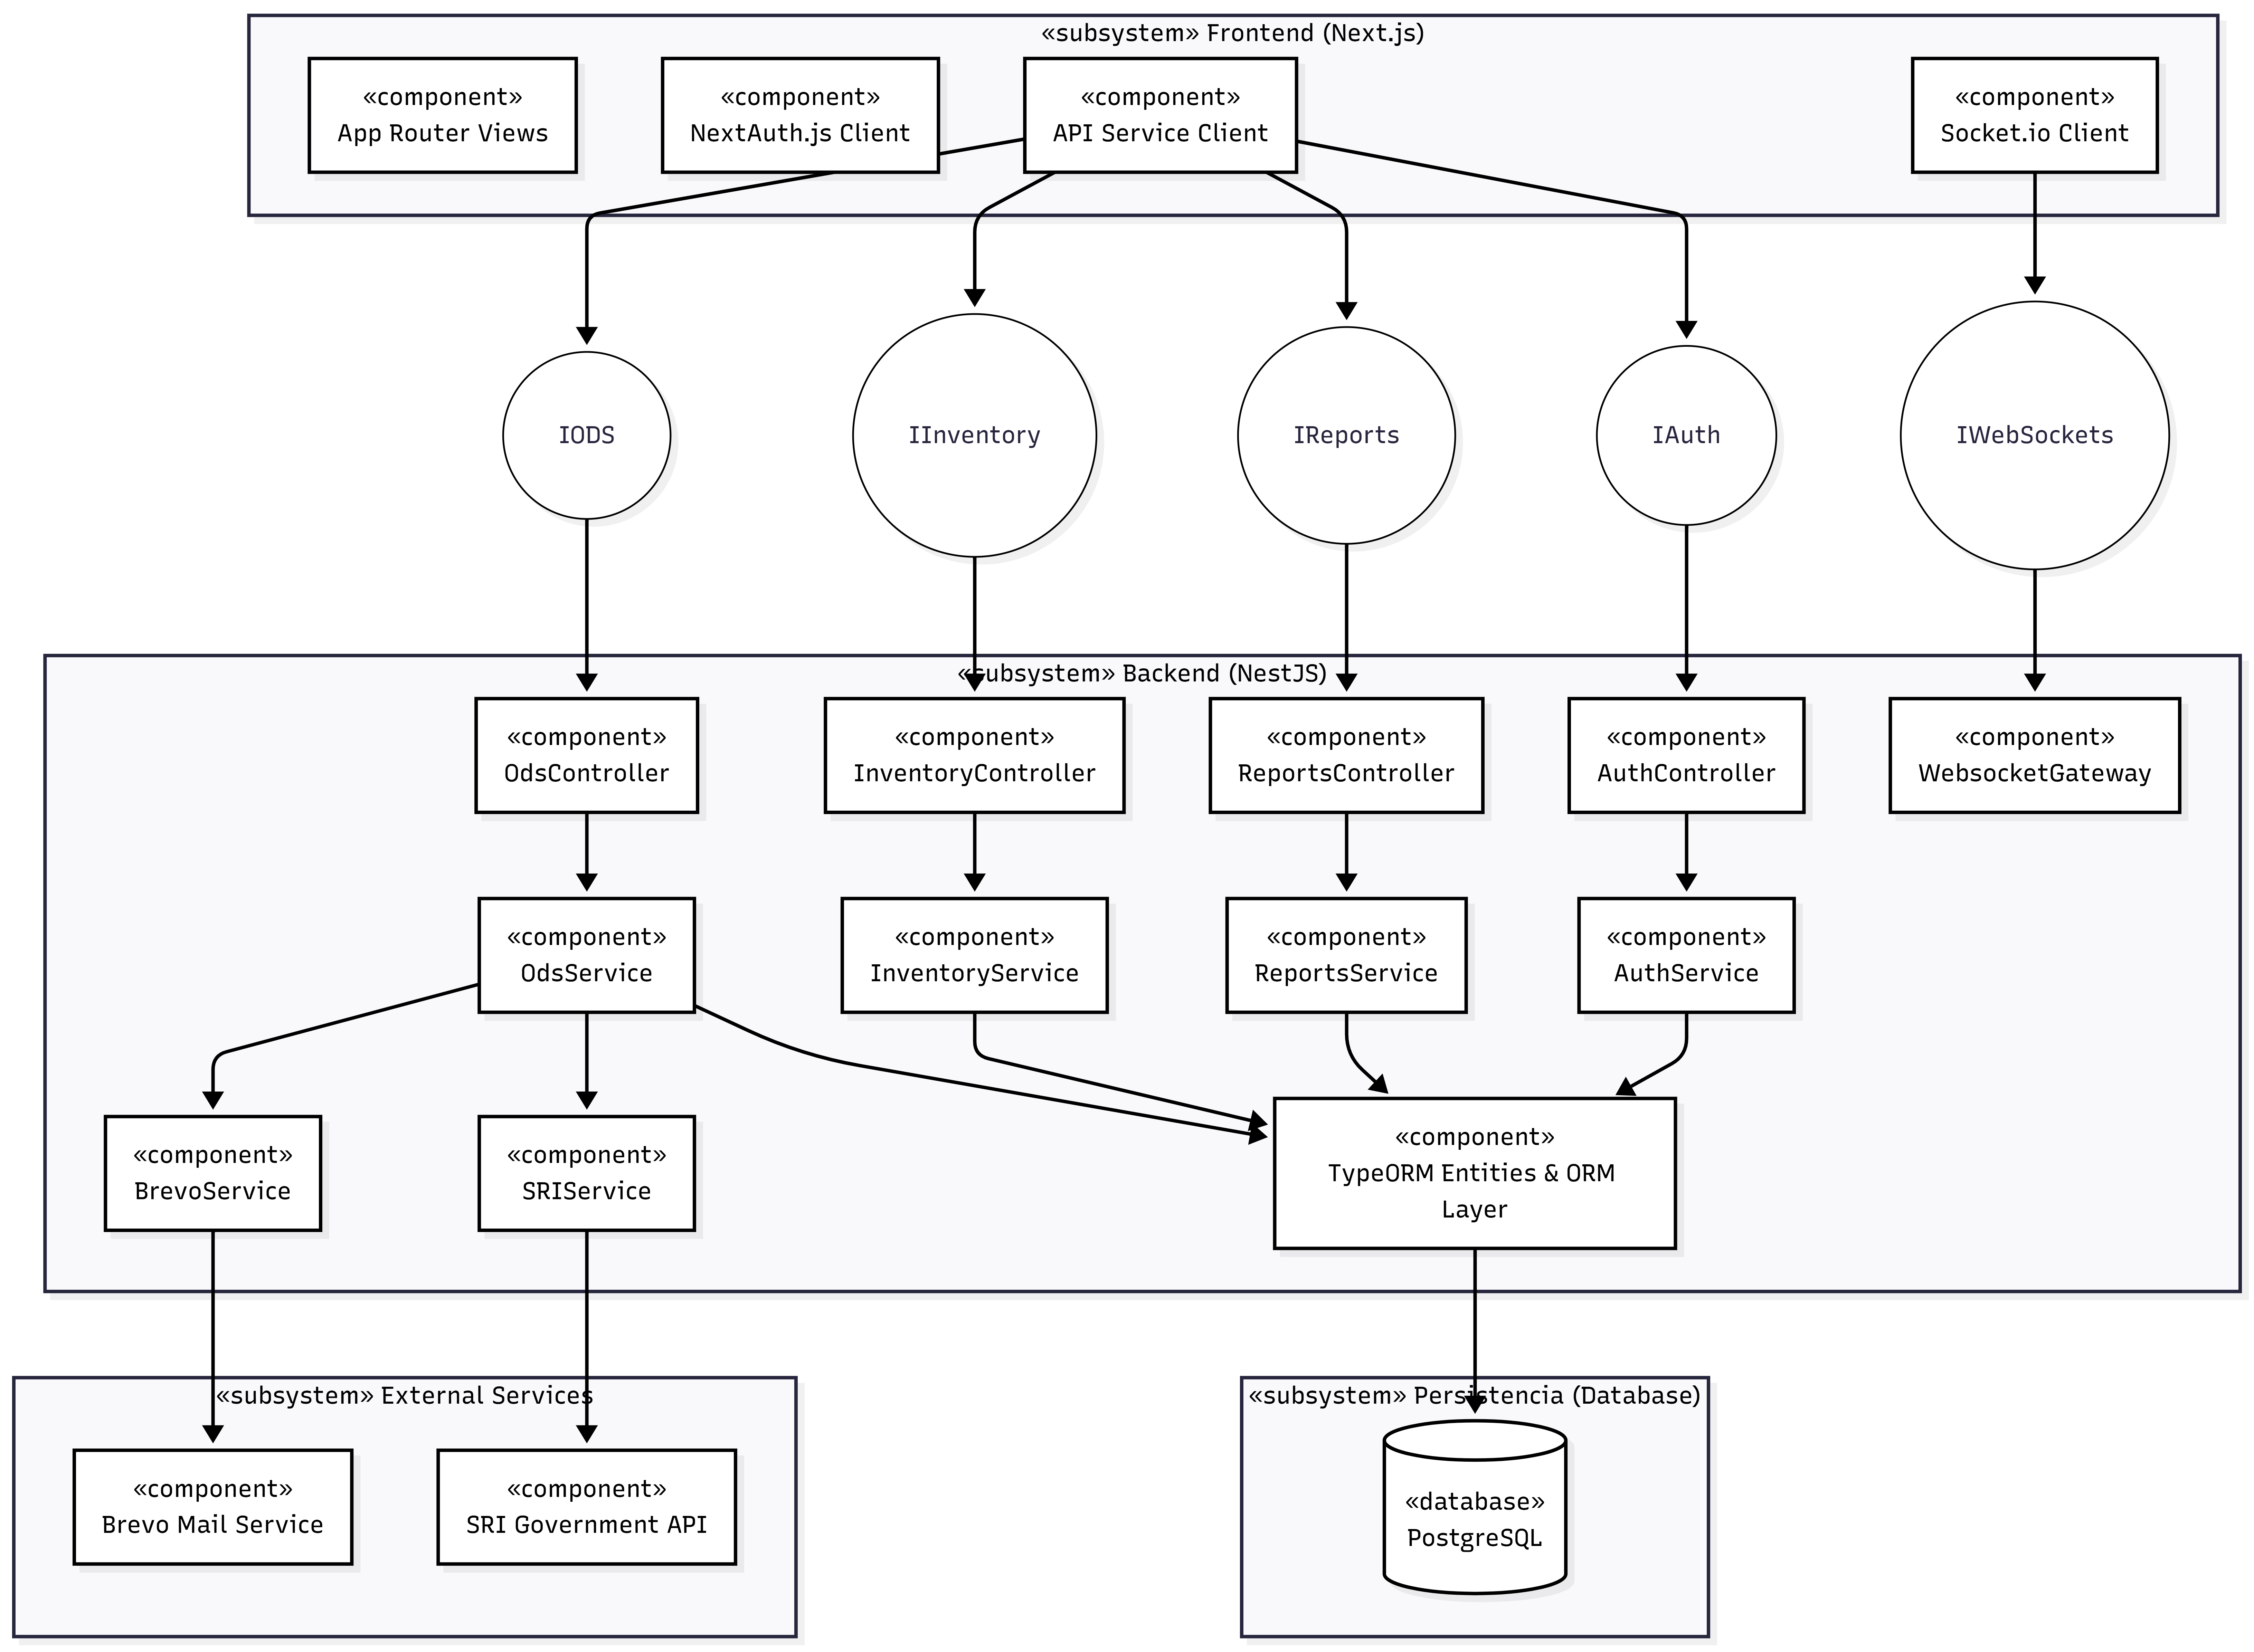 «subsystem» Frontend (Next.js)
«component»
App Router Views
«component»
NextAuth.js Client
«component»
API Service Client
«component»
Socket.io Client
IODS
IInventory
IReports
IAuth
IWebSockets
«subsystem» Backend (NestJS)
«component»
OdsController
«component»
InventoryController
«component»
ReportsController
«component»
AuthController
«component»
WebsocketGateway
«component»
OdsService
«component»
InventoryService
«component»
ReportsService
«component»
AuthService
«component»
BrevoService
«component»
SRIService
«component»
TypeORM Entities & ORM
Layer
«subsystem» External Services
«component»
Brevo Mail Service
«component»
SRI Government API
«subsystem» Persistencia (Database)
«database»
PostgreSQL